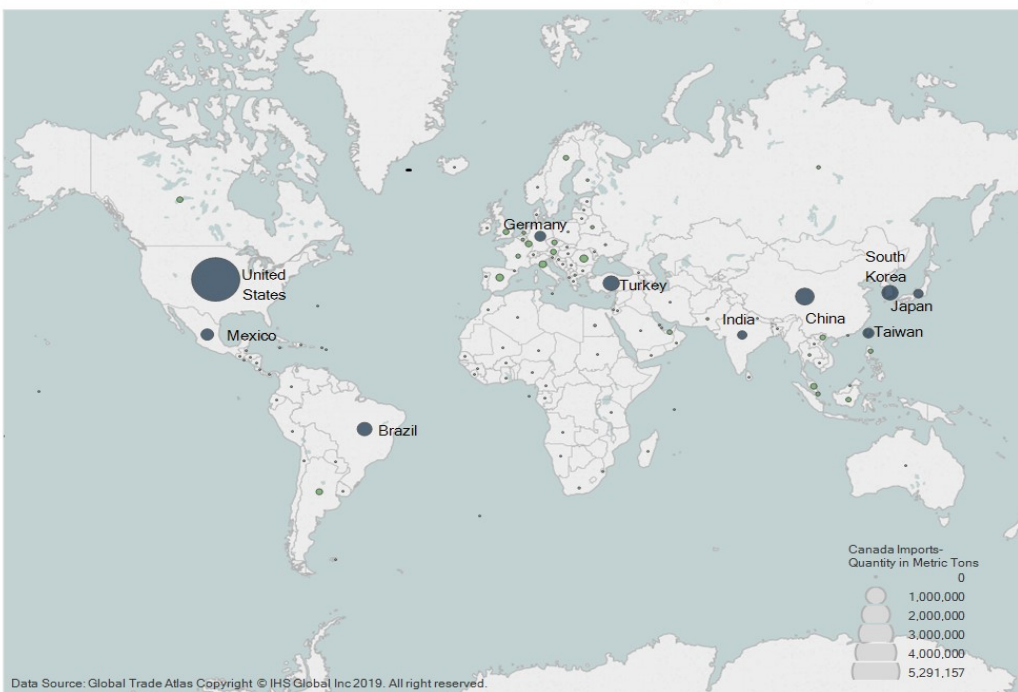 Germany
United
States
Turkey
South
Korea
Japan
China
India
Taiwan
Mexico
Brazil
Canada Imports-
Quantity in Metric Tons
0
1,000,000
2,000,000
3,000,000
4,000,000
5,291,157
Data Source: Global Trade Atlas Copyright © IHS Global Inc 2019. All right reserved.